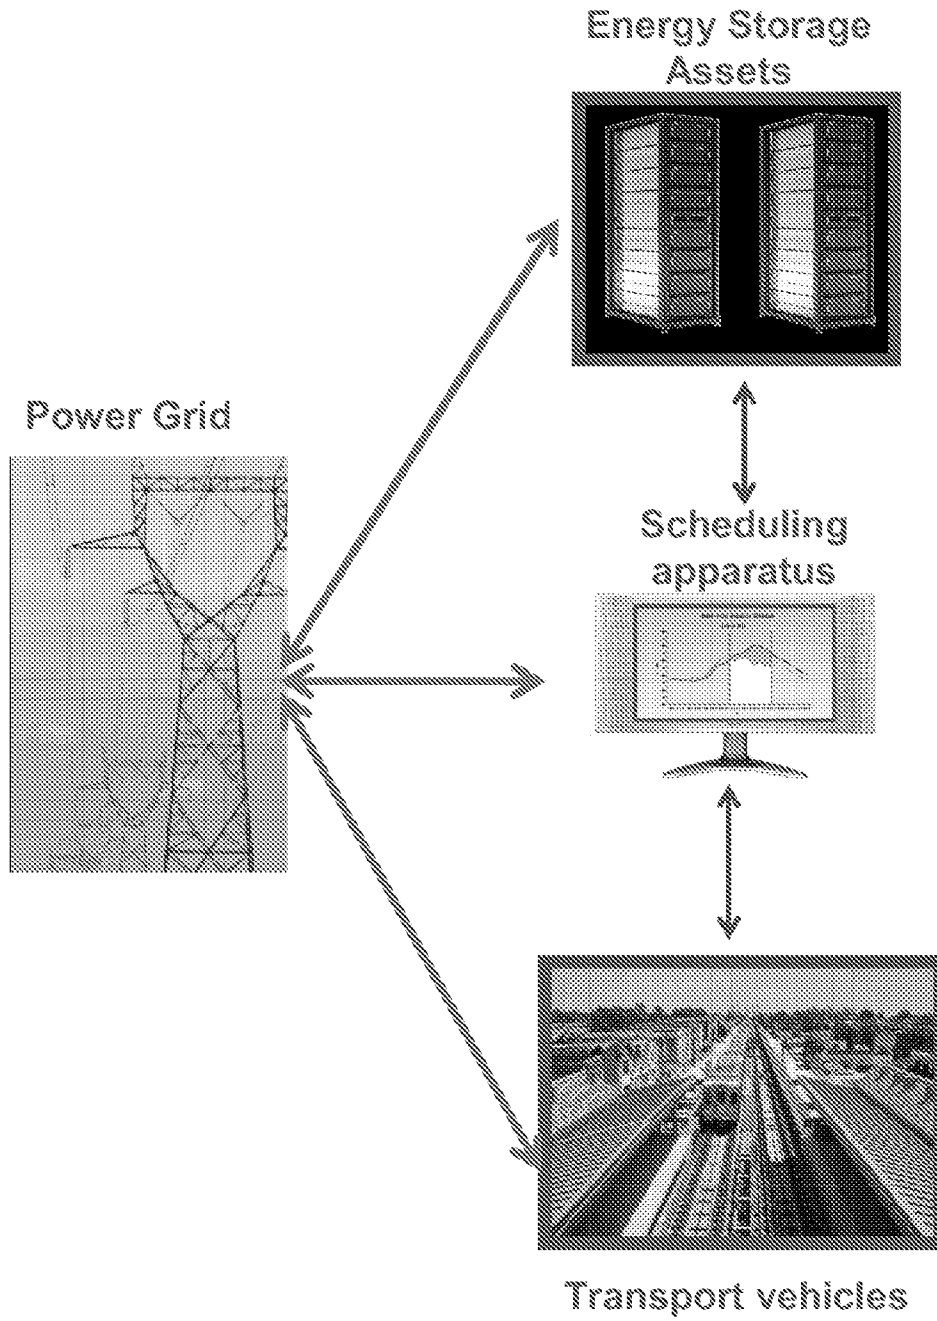 Energy Storage
Assets
Power Grid
Scheduling
apparatus
Transport vehicles